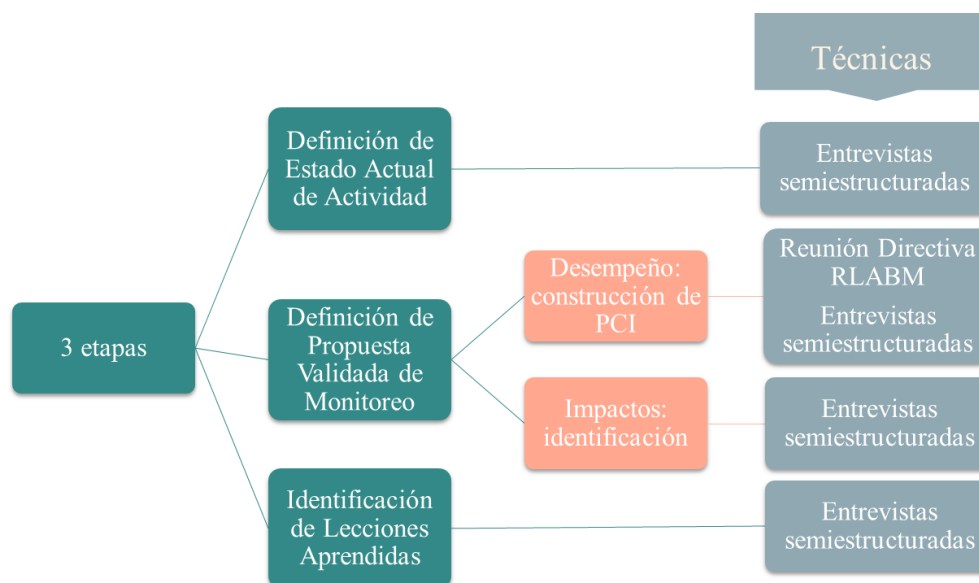 Técnicas
Definición de
Estado Actual
de Actividad
Entrevistas
semiestructuradas
3 etapas
Definición de
Propuesta
Validada de
Monitoreo
Desempeño:
construcción de
PCI
Reunión Directiva
RLABM
Entrevistas
semiestructuradas
Impactos:
identificación
Entrevistas
semiestructuradas
Identificación
de Lecciones
Aprendidas
Entrevistas
semiestructuradas